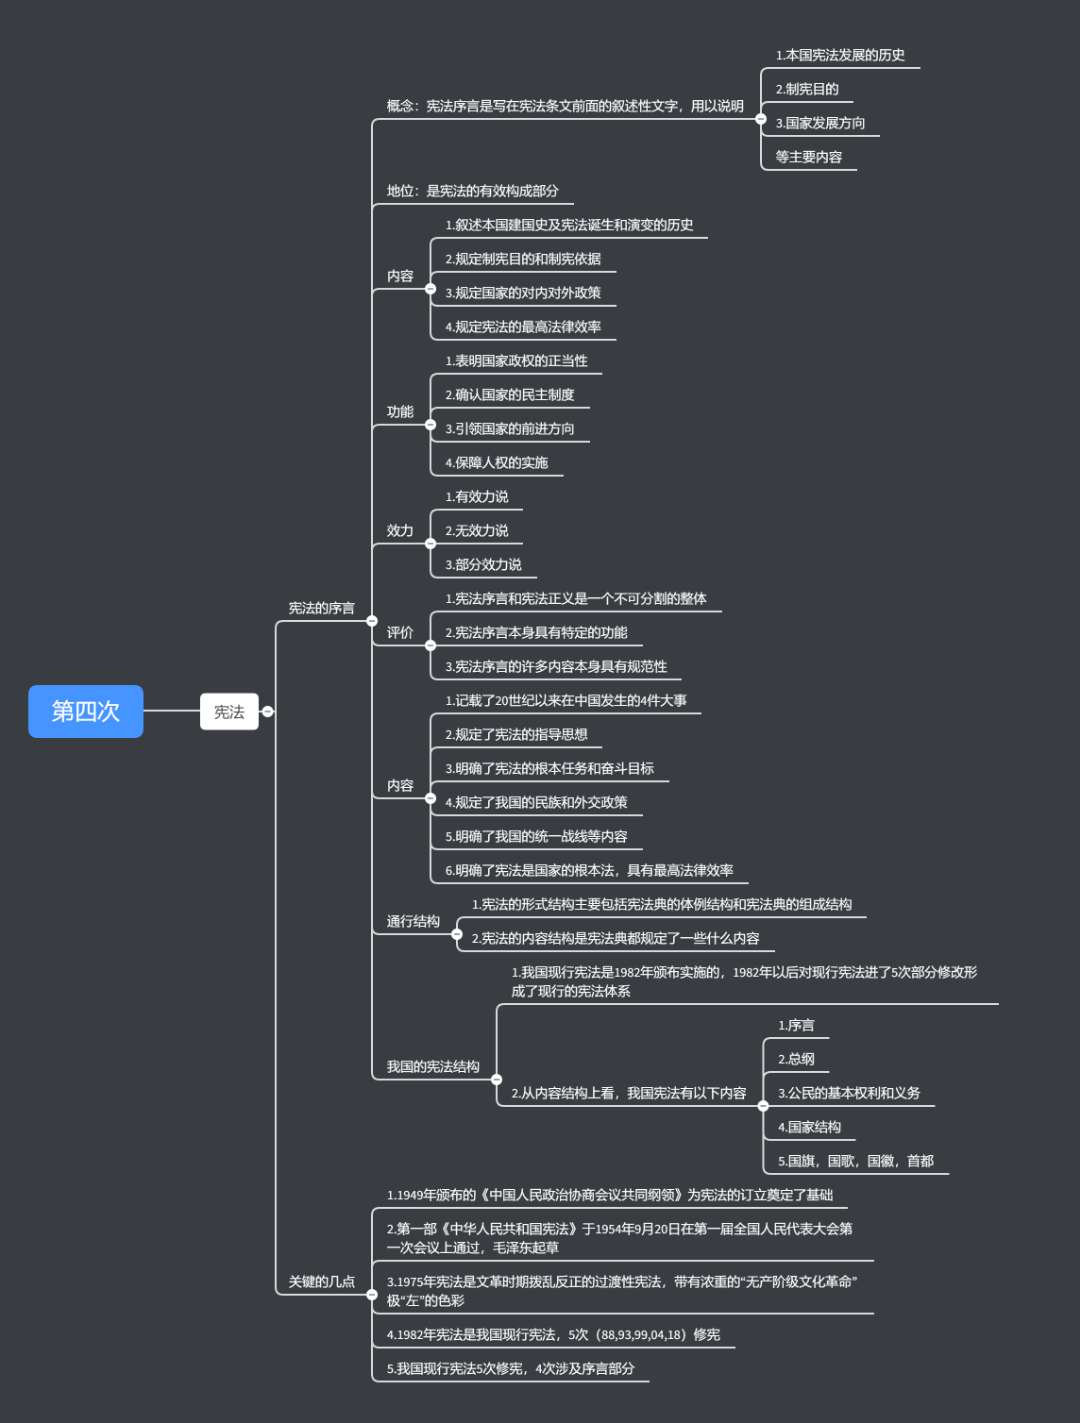 第四次
宪法
宪法的序言
概念：宪法序言是写在宪法条文前面的叙述性文字，用以说明
1.本国宪法发展的历史
2.制宪目的
3.国家发展方向
等主要内容
地位：是宪法的有效构成部分
内容
1.叙述本国建国史及宪法诞生和演变的历史
2.规定制宪目的和制宪依据
3.规定国家的对内对外政策
4.规定宪法的最高法律效率
功能
1.表明国家政权的正当性
2.确认国家的民主制度
3.引领国家的前进方向
4.保障人权的实施
效力
1.有效力说
2.无效力说
3.部分效力说
评价
1.宪法序言和宪法正义是一个不可分割的整体
2.宪法序言本身具有特定的功能
3.宪法序言的许多内容本身具有规范性
内容
1.记载了20世纪以来在中国发生的4件大事
2.规定了宪法的指导思想
3.明确了宪法的根本任务和奋斗目标
4.规定了我国的民族和外交政策
5.明确了我国的统一战线等内容
6.明确了宪法是国家的根本法，具有最高法律效率
通行结构
1.宪法的形式结构主要包括宪法典的体例结构和宪法典的组成结构
2.宪法的内容结构是宪法典都规定了一些什么内容
我国的宪法结构
1.我国现行宪法是1982年颁布实施的，1982年以后对现行宪法进了5次部分修改形
成了现行的宪法体系
2.从内容结构上看，我国宪法有以下内容
1.序言
2.总纲
3.公民的基本权利和义务
4.国家结构
5.国旗，国歌，国徽，首都
关键的几点
1.1949年颁布的《中国人民政治协商会议共同纲领》为宪法的订立奠定了基础
2.第一部《中华人民共和国宪法》于1954年9月20日在第一届全国人民代表大会第
一次会议上通过，毛泽东起草
3.1975年宪法是文革时期拨乱反正的过渡性宪法，带有浓重的“无产阶级文化革命”
极“左”的色彩
4.1982年宪法是我国现行宪法，5次（88,93,99,04,18）修宪
5.我国现行宪法5次修宪，4次涉及序言部分